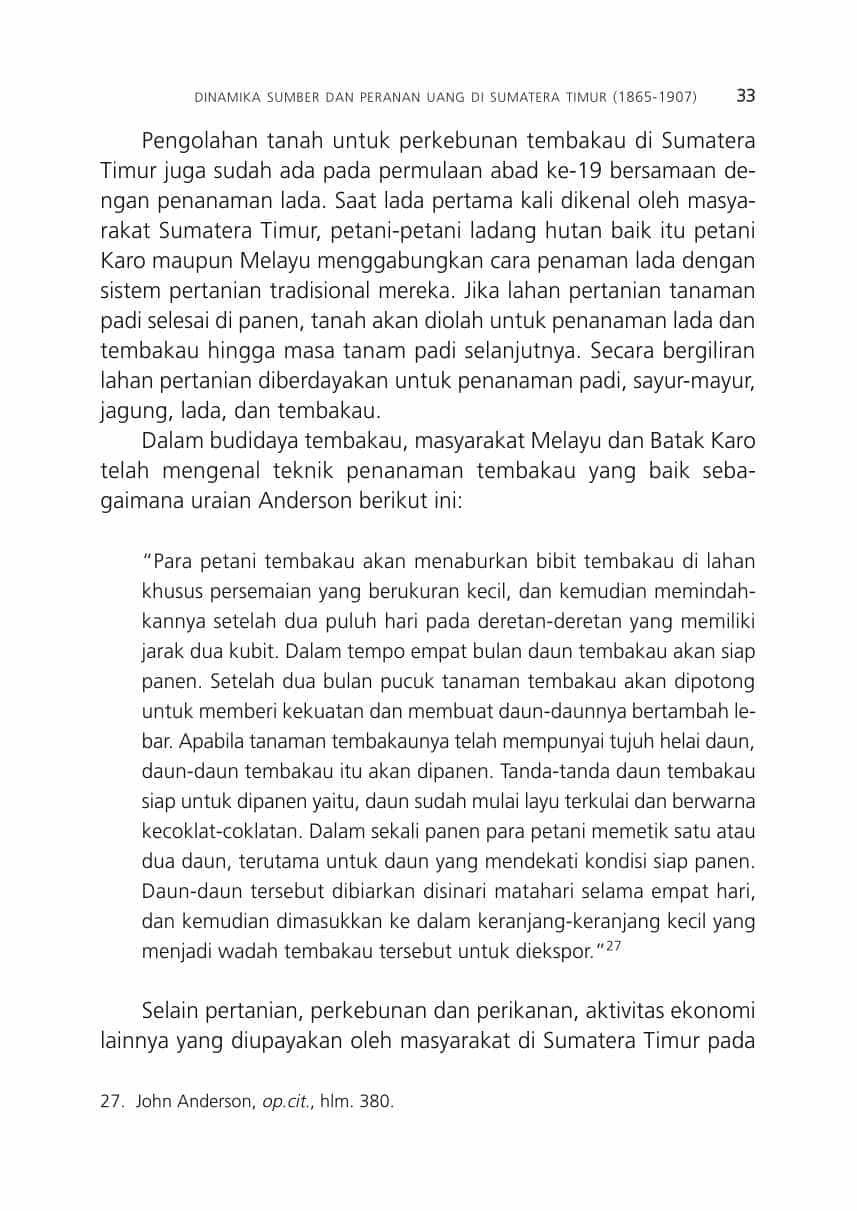 DINAMIKA SUMBER DAN PERANAN UANG DI SUMATERA TIMUR (1865-1907) 33
Pengolahan tanah untuk perkebunan tembakau di Sumatera
Timur juga sudah ada pada permulaan abad ke-19 bersamaan de-
ngan penanaman lada. Saat lada pertama kali dikenal oleh masya-
rakat Sumatera Timur, petani-petani ladang hutan baik itu petani
Karo maupun Melayu menggabungkan cara penaman lada dengan
sistem pertanian tradisional mereka. Jika lahan pertanian tanaman
padi selesai di panen, tanah akan diolah untuk penanaman lada dan
tembakau hingga masa tanam padi selanjutnya. Secara bergiliran
lahan pertanian diberdayakan untuk penanaman padi, sayur-mayur,
jagung, lada, dan tembakau.
Dalam budidaya tembakau, masyarakat Melayu dan Batak Karo
telah mengenal teknik penanaman tembakau yang baik seba-
gaimana uraian Anderson berikut ini:
“Para petani tembakau akan menaburkan bibit tembakau di lahan
khusus persemaian yang berukuran kecil, dan kemudian memindah-
kannya setelah dua puluh hari pada deretan-deretan yang memiliki
jarak dua kubit. Dalam tempo empat bulan daun tembakau akan siap
panen. Setelah dua bulan pucuk tanaman tembakau akan dipotong
untuk memberi kekuatan dan membuat daun-daunnya bertambah le-
bar. Apabila tanaman tembakaunya telah mempunyai tujuh helai daun,
daun-daun tembakau itu akan dipanen. Tanda-tanda daun tembakau
siap untuk dipanen yaitu, daun sudah mulai layu terkulai dan berwarna
kecoklat-coklatan. Dalam sekali panen para petani memetik satu atau
dua daun, terutama untuk daun yang mendekati kondisi siap panen.
Daun-daun tersebut dibiarkan disinari matahari selama empat hari,
dan kemudian dimasukkan ke dalam keranjang-keranjang kecil yang
menjadi wadah tembakau tersebut untuk diekspor.”27
Selain pertanian, perkebunan dan perikanan, aktivitas ekonomi
lainnya yang diupayakan oleh masyarakat di Sumatera Timur pada
27. John Anderson, op.cit., hlm. 380.